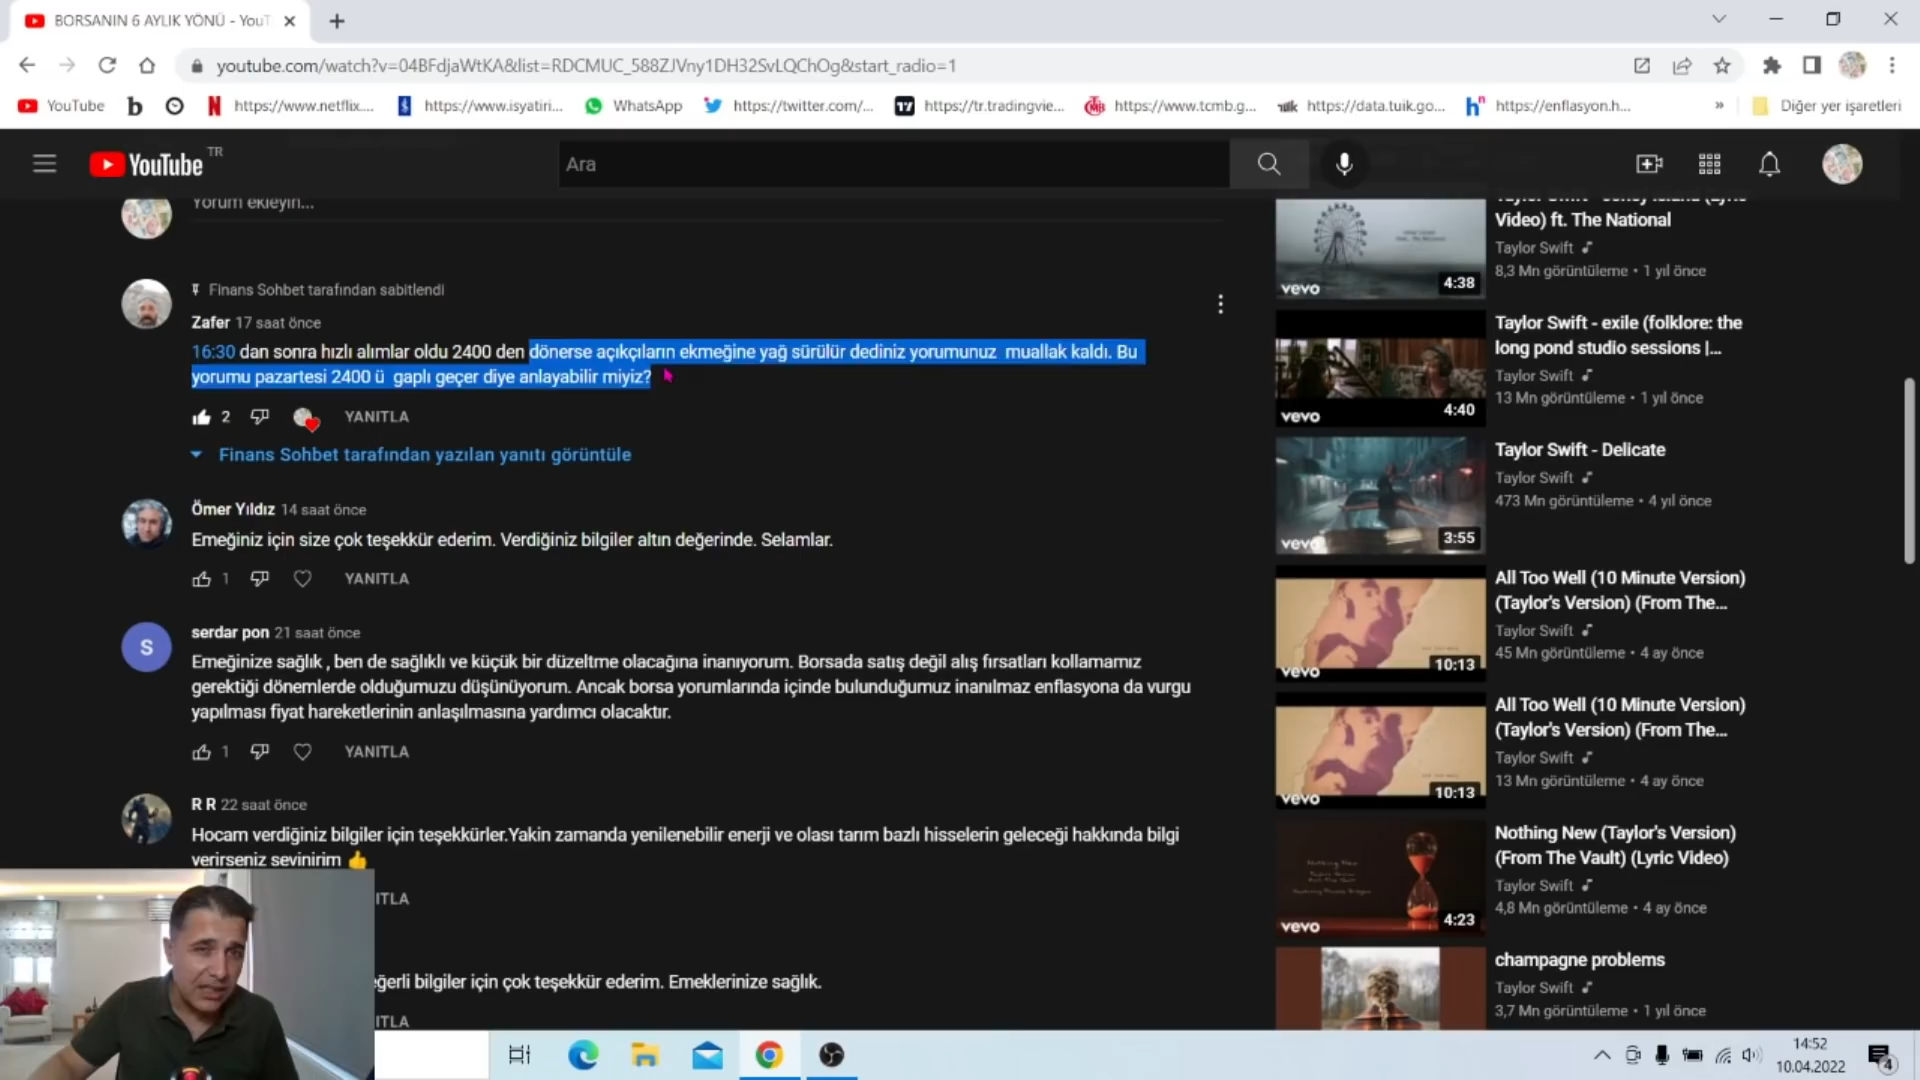 BORSANIN 6 AYLIK YÖNÜ - YouT
youtube.com/watch?v=04BFdjaWtKA&list=RDCMUC_588ZJVny1DH32SvLQChOg&start_radio=1
YouTube
https://www.netflix....
https://www.isyatiri...
WhatsApp
https://twitter.com/...
https://tr.tradingvie...
https://www.tcmb.g...
https://data.tuik.go...
https://enflasyon.h...
»
Diğer yer işaretleri
YouTube TR
Ara
Yorum ekleyin...
Finans Sohbet tarafından sabitlendi
Zafer 17 saat önce
16:30 dan sonra hızlı alımlar oldu 2400 den dönerse açıkçıların ekmeğine yağ sürülür dediniz yorumunuz muallak kaldı. Bu
yorumu pazartesi 2400 ü gaplı geçer diye anlayabilir miyiz?
2 YANITLA
Finans Sohbet tarafından yazılan yanıtı görüntüle
Ömer Yıldız 14 saat önce
Emeğiniz için size çok teşekkür ederim. Verdiğiniz bilgiler altın değerinde. Selamlar.
1 YANITLA
S
serdar pon 21 saat önce
Emeğinize sağlık , ben de sağlıklı ve küçük bir düzeltme olacağına inanıyorum. Borsada satış değil alış fırsatları kollamamız
gerektiği dönemlerde olduğumuzu düşünüyorum. Ancak borsa yorumlarında içinde bulunduğumuz inanılmaz enflasyona da vurgu
yapılması fiyat hareketlerinin anlaşılmasına yardımcı olacaktır.
1 YANITLA
R R 22 saat önce
Hocam verdiğiniz bilgiler için teşekkürler.Yakin zamanda yenilenebilir enerji ve olası tarım bazlı hisselerin geleceği hakkında bilgi
verirseniz sevinirim 👍
ITLA
ğerli bilgiler için çok teşekkür ederim. Emeklerinize sağlık.
ITLA
Video) ft. The National
Taylor Swift
8,3 Mn görüntüleme • 1 yıl önce
vevo
4:38
Taylor Swift - exile (folklore: the
long pond studio sessions |...
Taylor Swift
13 Mn görüntüleme • 1 yıl önce
vevo
4:40
Taylor Swift - Delicate
Taylor Swift
473 Mn görüntüleme • 4 yıl önce
vevo
3:55
All Too Well (10 Minute Version)
(Taylor's Version) (From The...
Taylor Swift
45 Mn görüntüleme • 4 ay önce
vevo
10:13
All Too Well (10 Minute Version)
(Taylor's Version) (From The...
Taylor Swift
13 Mn görüntüleme • 4 ay önce
vevo
10:13
Nothing New (Taylor's Version)
(From The Vault) (Lyric Video)
Taylor Swift
4,8 Mn görüntüleme • 4 ay önce
vevo
4:23
champagne problems
Taylor Swift
3,7 Mn görüntüleme • 1 yıl önce
14:52
10.04.2022
4